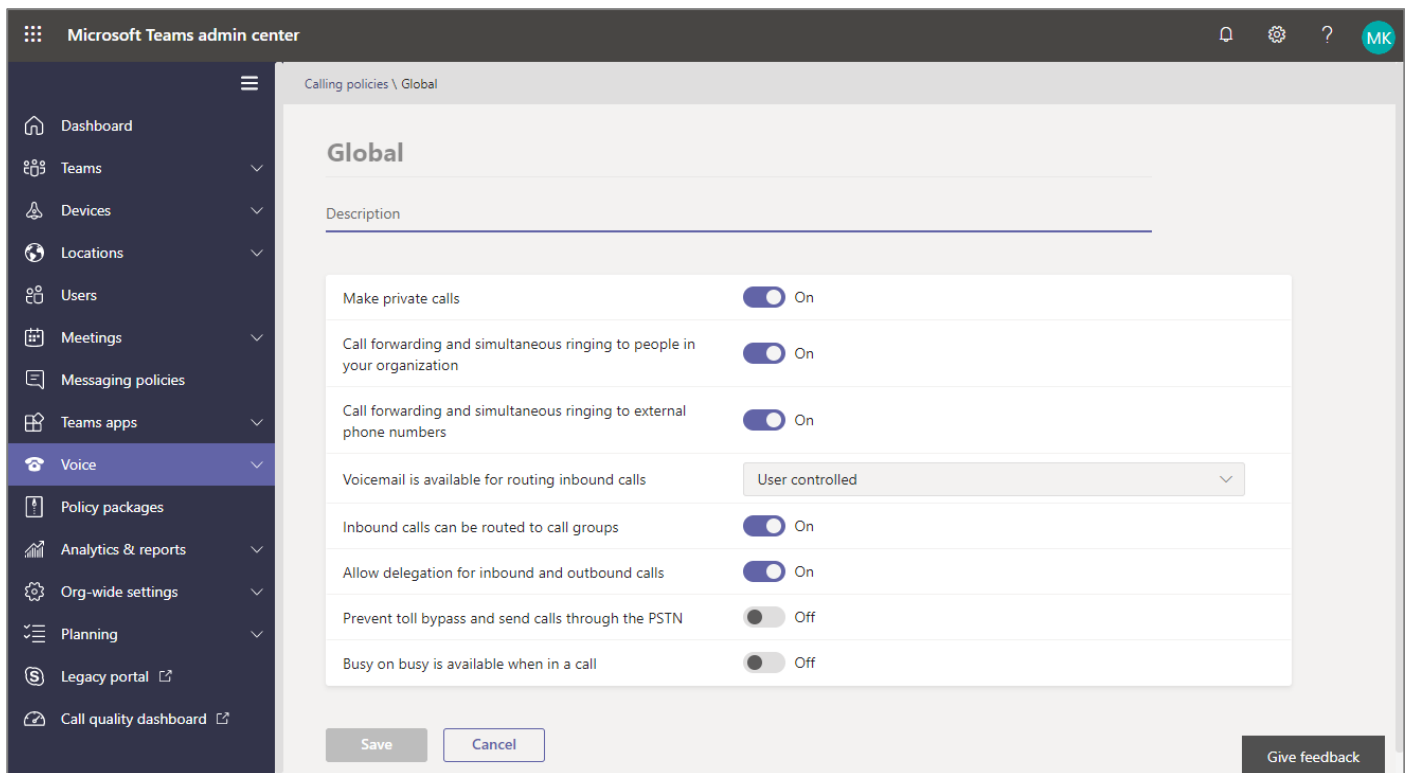 Microsoft Teams admin center
?
MK
Calling policies \ Global
Dashboard
Teams
Devices
Locations
Users
Meetings
Messaging policies
Teams apps
Voice
Policy packages
Analytics & reports
Org-wide settings
Planning
Legacy portal
Call quality dashboard
Global
Description
Make private calls On
Call forwarding and simultaneous ringing to people in
your organization On
Call forwarding and simultaneous ringing to external
phone numbers On
Voicemail is available for routing inbound calls User controlled
Inbound calls can be routed to call groups On
Allow delegation for inbound and outbound calls On
Prevent toll bypass and send calls through the PSTN Off
Busy on busy is available when in a call Off
Save Cancel
Give feedback